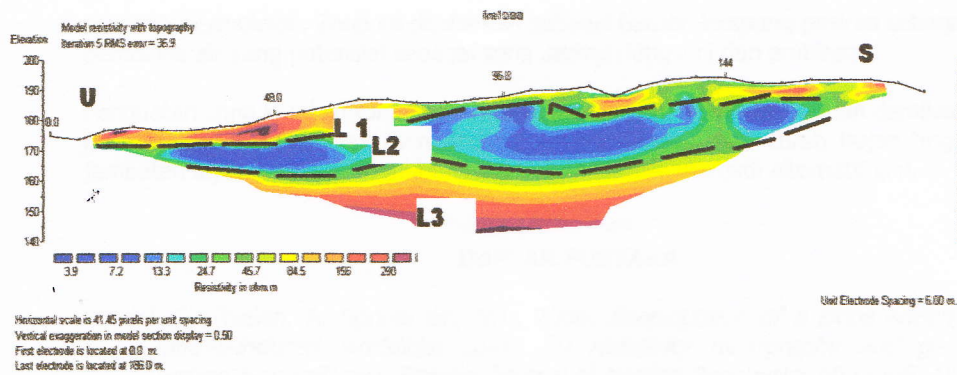 Model resistivity with topography
Iteration 5 RMS error = 36.9
Elevation
200
190
180
170
160
150
140
U
S
0.0
48.0
96.0
144
L1
L2
L3
3.9 7.2 13.3 24.7 45.7 84.5 156 290
Resistivity in ohm.m
Unit Electrode Spacing = 6.00 m.
Horizontal scale is 41.45 pixels per unit spacing
Vertical exaggeration in model section display = 0.50
First electrode is located at 0.0 m.
Last electrode is located at 186.0 m.